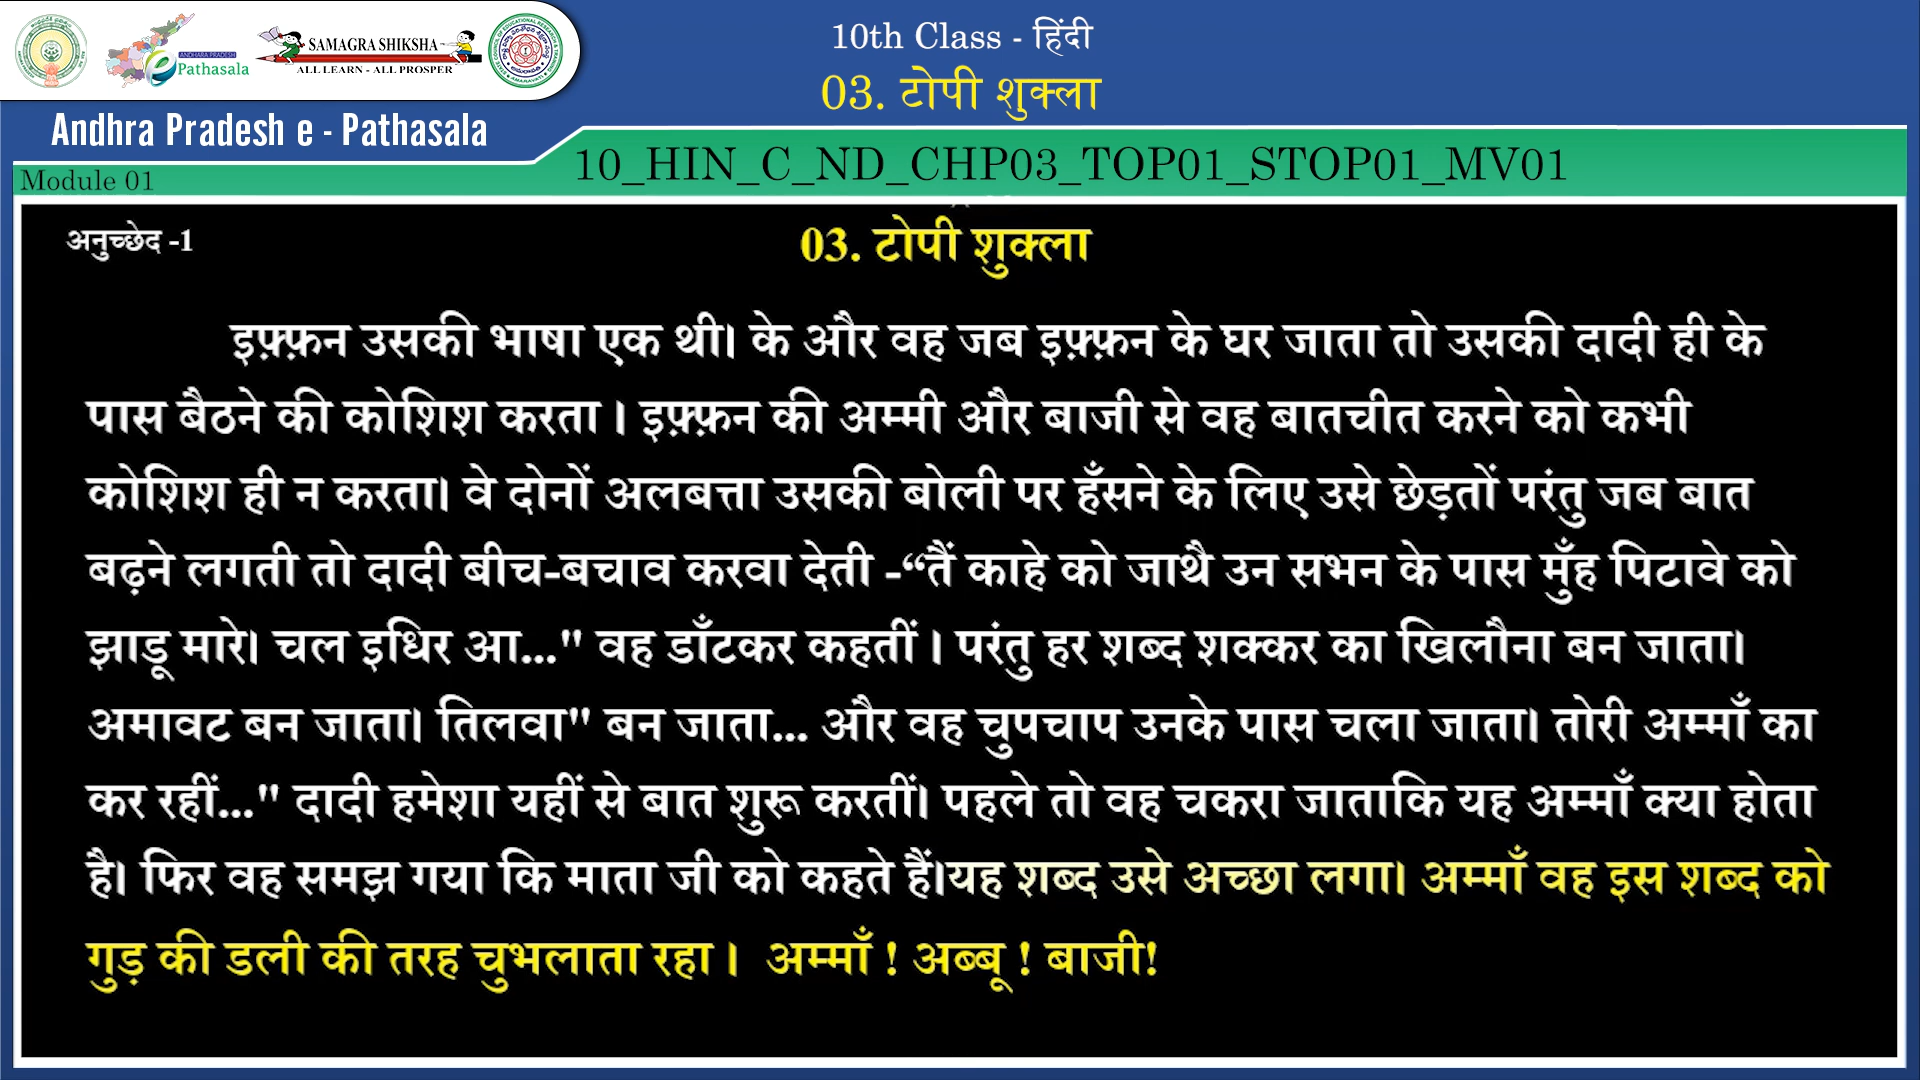 10th Class - हिंदी
03. टोपी शुक्ला
ANDHRA PRADESH
e Pathasala
SAMAGRA SHIKSHA
ALL LEARN - ALL PROSPER
Andhra Pradesh e - Pathasala
Module 01
10_HIN_C_ND_CHP03_TOP01_STOP01_MV01
अनुच्छेद -1
03. टोपी शुक्ला
इफ़्फ़न उसकी भाषा एक थी। के और वह जब इफ़्फ़न के घर जाता तो उसकी दादी ही के
पास बैठने की कोशिश करता । इफ़्फ़न की अम्मी और बाजी से वह बातचीत करने को कभी
कोशिश ही न करता। वे दोनों अलबत्ता उसकी बोली पर हँसने के लिए उसे छेड़तों परंतु जब बात
बढ़ने लगती तो दादी बीच-बचाव करवा देती -“तैं काहे को जाथै उन सभन के पास मुँह पिटावे को
झाडू मारे। चल इधिर आ..." वह डाँटकर कहतीं । परंतु हर शब्द शक्कर का खिलौना बन जाता।
अमावट बन जाता। तिलवा" बन जाता... और वह चुपचाप उनके पास चला जाता। तोरी अम्माँ का
कर रहीं..." दादी हमेशा यहीं से बात शुरू करतीं। पहले तो वह चकरा जाताकि यह अम्माँ क्या होता
है। फिर वह समझ गया कि माता जी को कहते हैं।यह शब्द उसे अच्छा लगा। अम्माँ वह इस शब्द को
गुड़ की डली की तरह चुभलाता रहा । अम्माँ ! अब्बू ! बाजी!